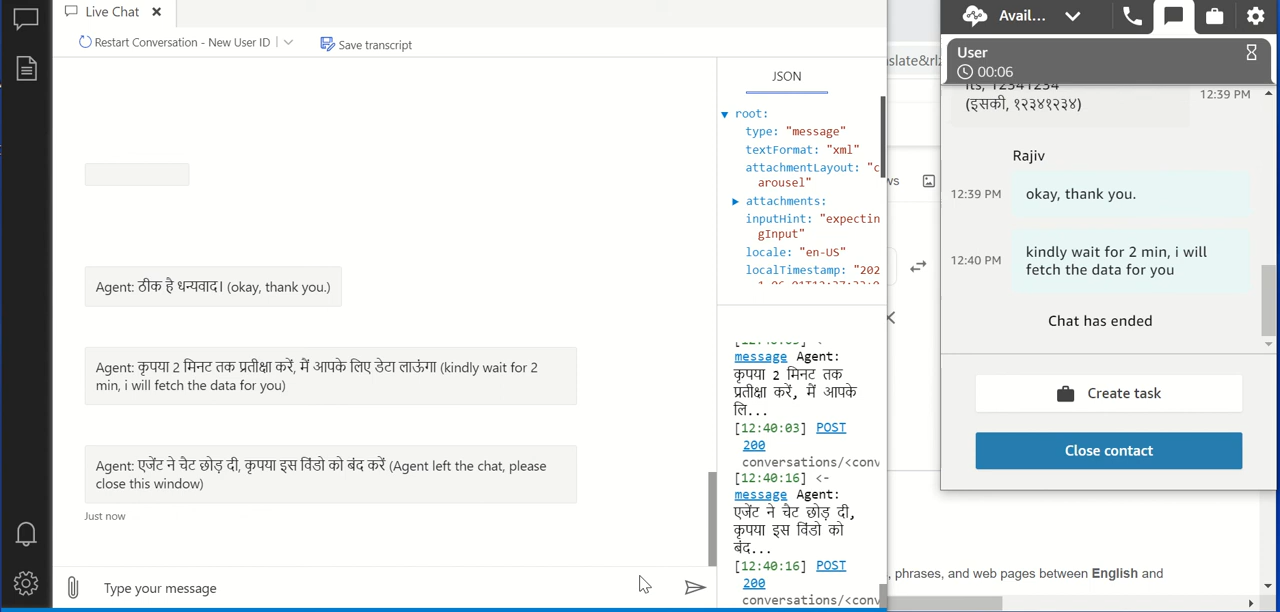 Live Chat
Restart Conversation - New User ID
Save transcript
Agent: ठीक है धन्यवाद। (okay, thank you.)
Agent: कृपया 2 मिनट तक प्रतीक्षा करें, मैं आपके लिए डेटा लाऊंगा (kindly wait for 2
min, i will fetch the data for you)
Agent: एजेंट ने चैट छोड़ दी, कृपया इस विंडो को बंद करें (Agent left the chat, please
close this window)
Just now
Type your message
JSON
root:
type: "message"
textFormat: "xml"
attachmentLayout: "c
arousel"
attachments:
inputHint: "expectin
gInput"
locale: "en-US"
localTimestamp: "202
message Agent:
कृपया 2 मिनट तक
प्रतीक्षा करें, मैं आपके
लि...
[12:40:03] POST
200
conversations/<conv
[12:40:16] <-
message Agent:
एजेंट ने चैट छोड़ दी,
कृपया इस विंडो को
बंद...
[12:40:16] POST
200
conversations/<conv
nslate&rlz
ws
, phrases, and web pages between English and
Avail...
User
00:06
its, 12341234
(इसकी, १२३४१२३४)
12:39 PM
Rajiv
12:39 PM
okay, thank you.
12:40 PM
kindly wait for 2 min, i will
fetch the data for you
Chat has ended
Create task
Close contact